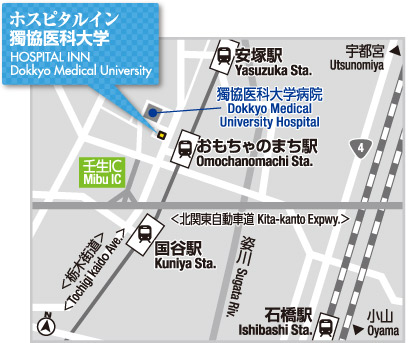 ホスピタルイン
獨協医科大学
HOSPITAL INN
Dokkyo Medical University
安塚駅
Yasuzuka Sta.
宇都宮
Utsunomiya
獨協医科大学病院
Dokkyo Medical
University Hospital
おもちゃのまち駅
Omochanomachi Sta.
4
壬生IC
Mibu IC
<北関東自動車道 Kita-kanto Expwy.>
<栃木街道>
<Tochigi kaido Ave.>
国谷駅
Kuniya Sta.
姿川 Sugata Riv.
石橋駅
Ishibashi Sta.
小山
Oyama
N